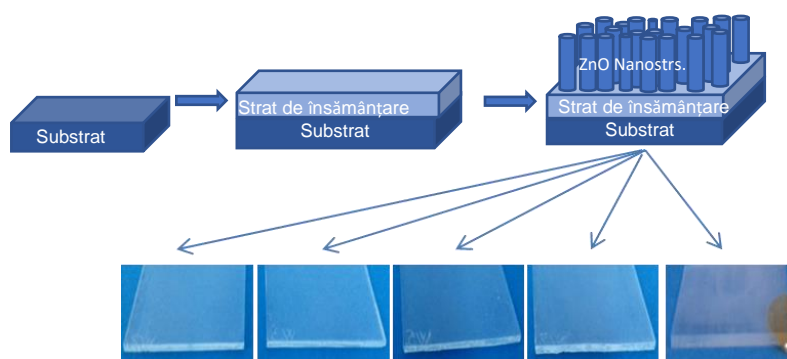 ZnO Nanostrs.
Strat de însămânțare
Strat de însămânțare
Substrat
Substrat
Substrat